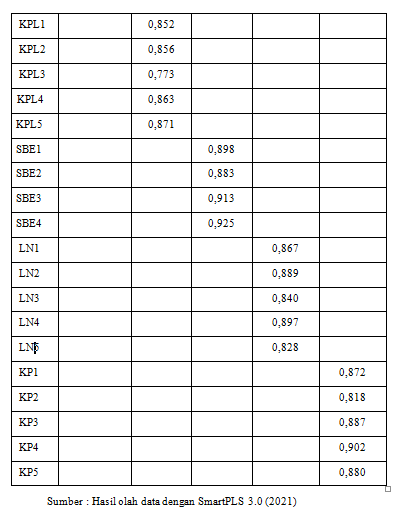 KPL1 0,852
KPL2 0,856
KPL3 0,773
KPL4 0,863
KPL5 0,871
SBE1 0,898
SBE2 0,883
SBE3 0,913
SBE4 0,925
LN1 0,867
LN2 0,889
LN3 0,840
LN4 0,897
LN5 0,828
KP1 0,872
KP2 0,818
KP3 0,887
KP4 0,902
KP5 0,880
Sumber : Hasil olah data dengan SmartPLS 3.0 (2021)